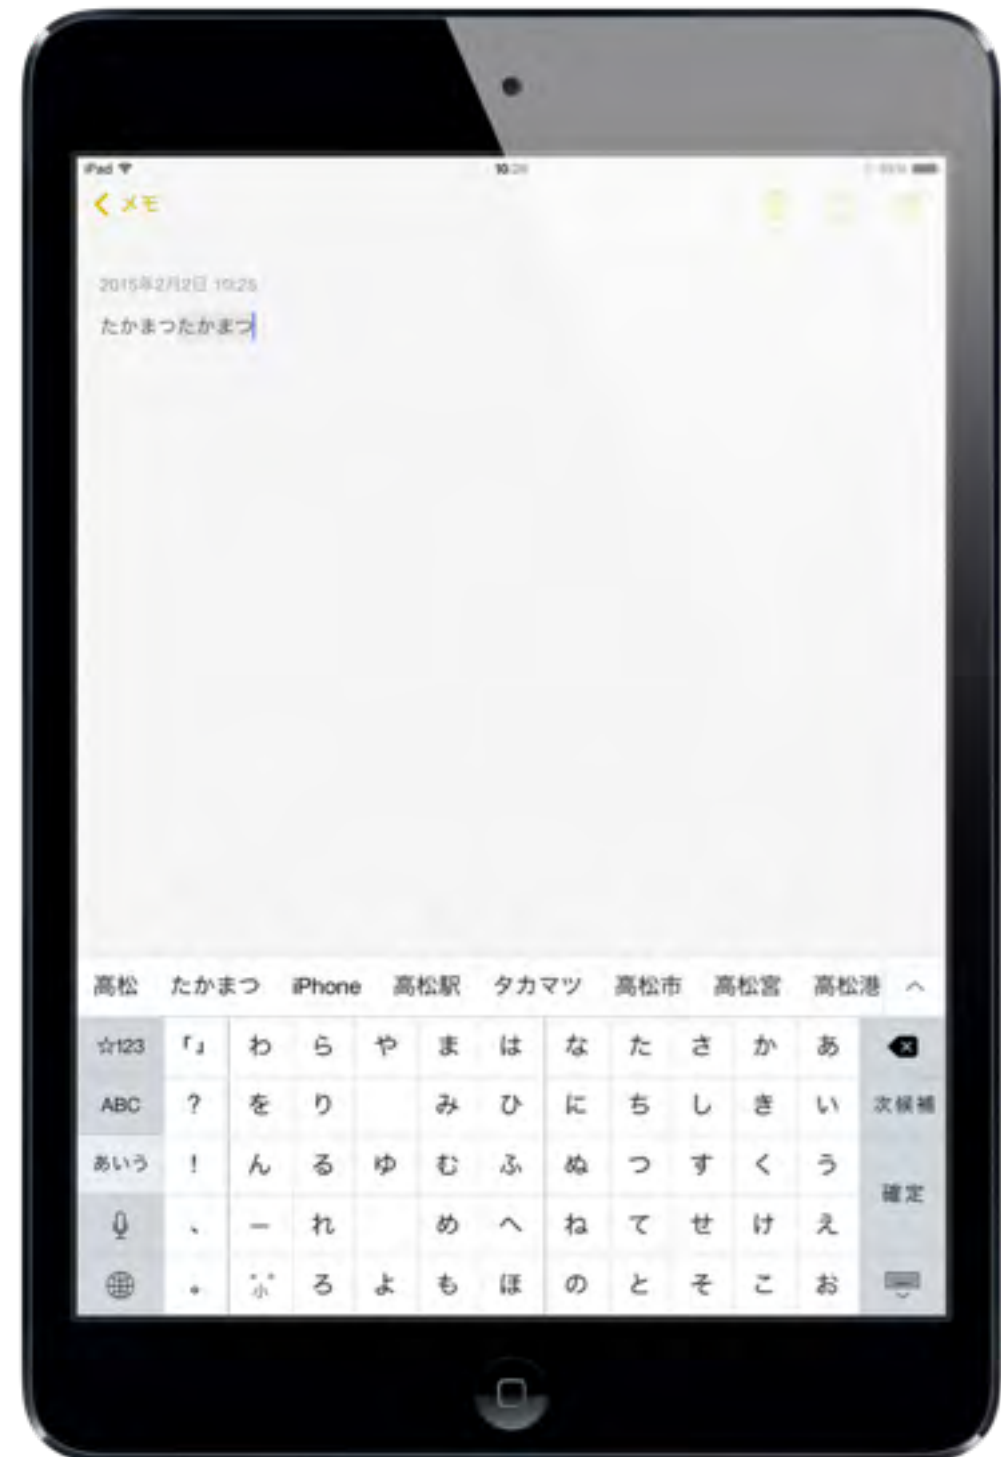 iPad
メモ
2015年2月2日 19:25
たかまつたかまつ
高松 たかまつ iPhone 高松駅 タカマツ 高松市 高松宮 高松港
☆123 「」 わ ら や ま は な た さ か あ
ABC ? を り み ひ に ち し き い 次候補
あいう ! ん る ゆ む ふ ぬ つ す く う
確定
、 ー れ め へ ね て せ け え
。 ゛゜小 ろ よ も ほ の と そ こ お